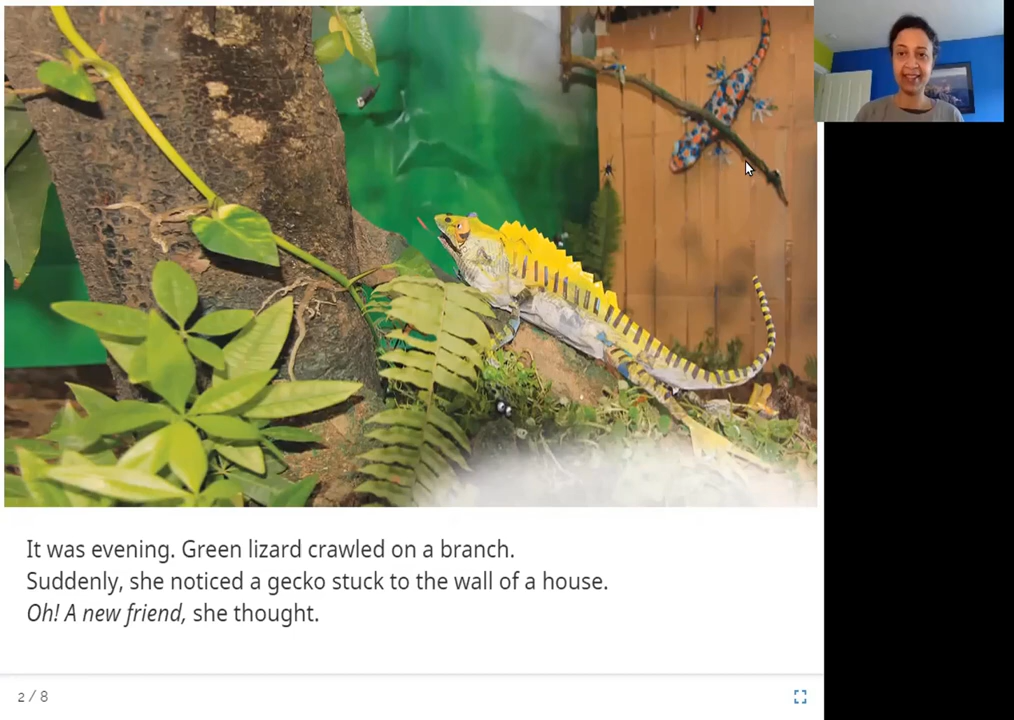 It was evening. Green lizard crawled on a branch.
Suddenly, she noticed a gecko stuck to the wall of a house.
Oh! A new friend, she thought.
2 / 8